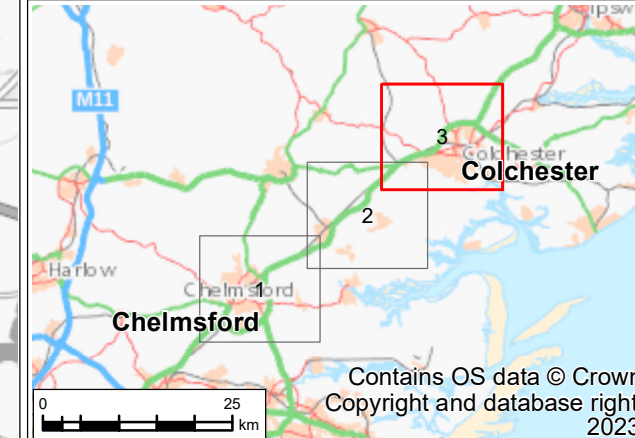 ipsw
M11
3
Colchester
Colchester
2
Harlow
Chelmsford
1
Chelmsford
Contains OS data © Crown
0 25
Copyright and database right
km
2023